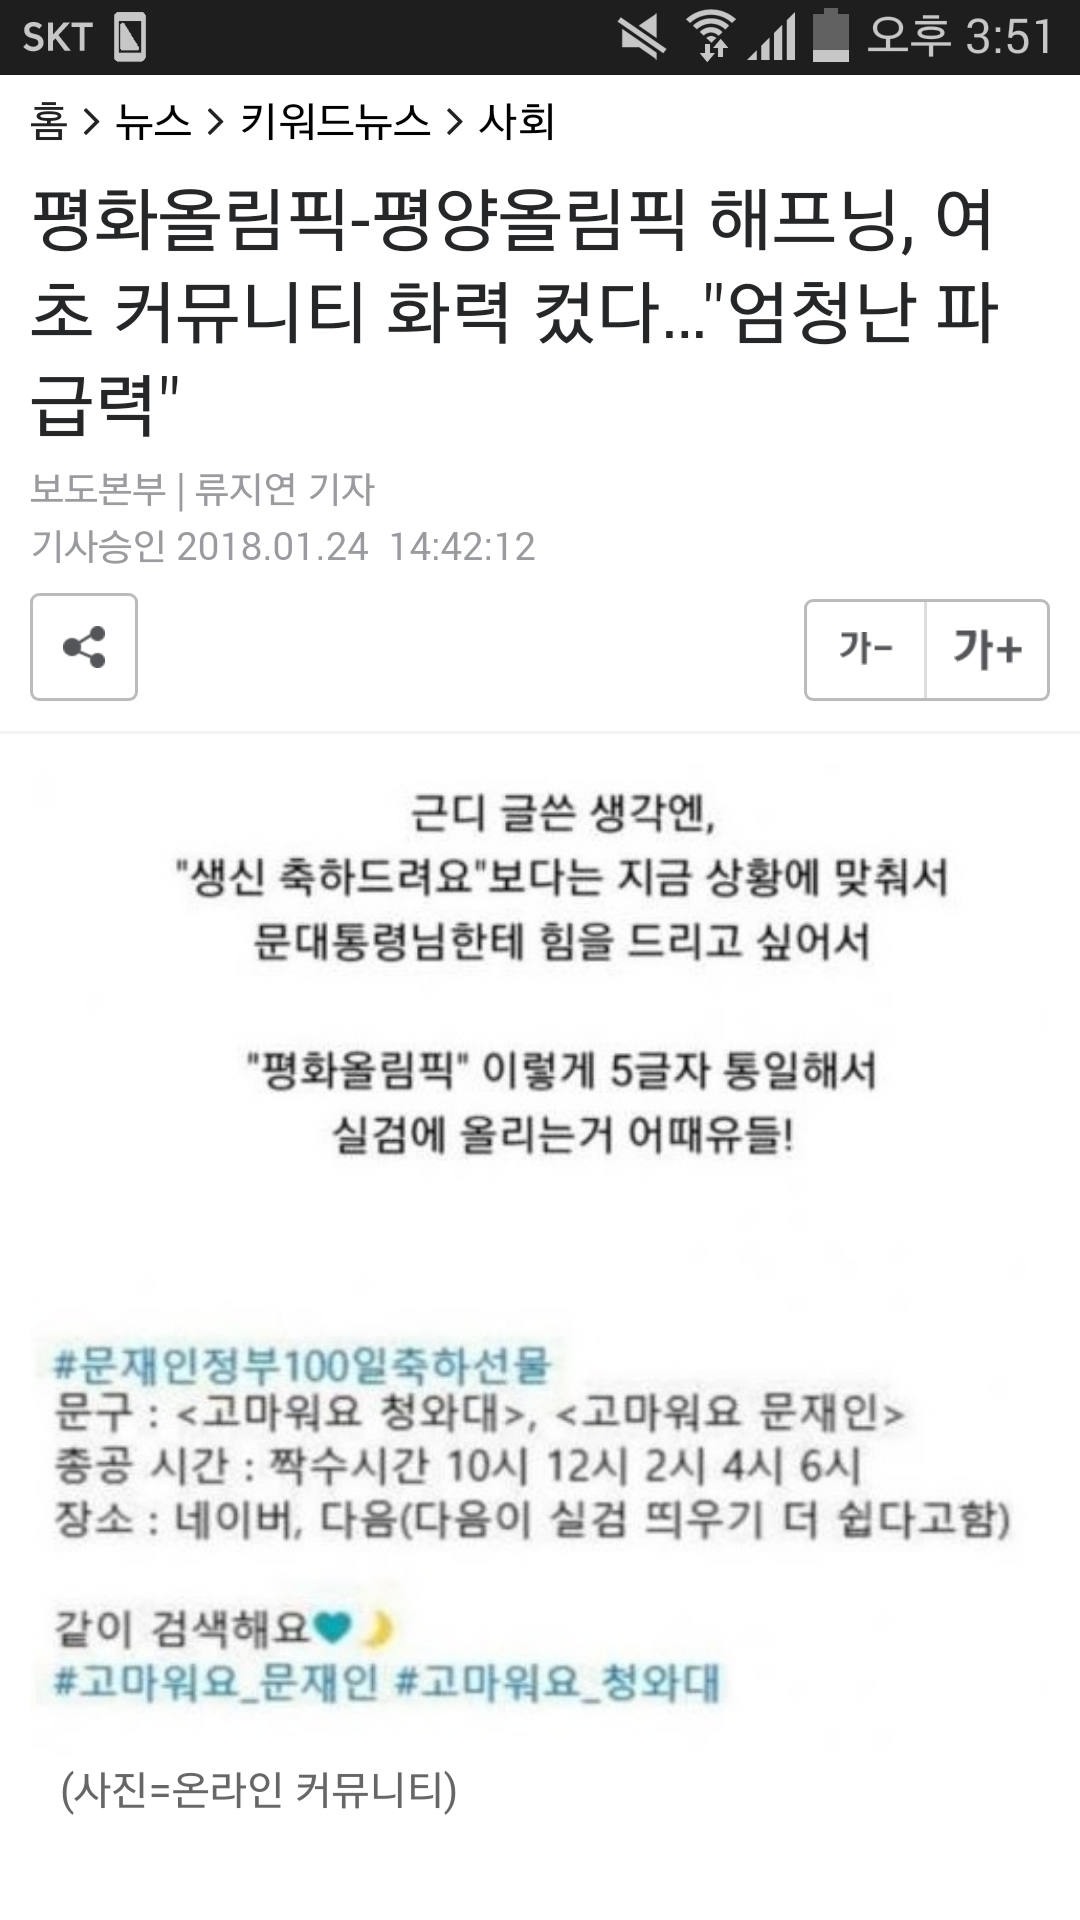 SKT 오후 3:51
홈 > 뉴스 > 키워드뉴스 > 사회
평화올림픽-평양올림픽 해프닝, 여
초 커뮤니티 화력 컸다..."엄청난 파
급력"
보도본부 | 류지연 기자
기사승인 2018.01.24 14:42:12
가- 가+
근디 글쓴 생각엔,
"생신 축하드려요"보다는 지금 상황에 맞춰서
문대통령님한테 힘을 드리고 싶어서
"평화올림픽" 이렇게 5글자 통일해서
실검에 올리는거 어때유들!
#문재인정부100일축하선물
문구 : <고마워요 청와대>, <고마워요 문재인>
총공 시간 : 짝수시간 10시 12시 2시 4시 6시
장소 : 네이버, 다음(다음이 실검 띄우기 더 쉽다고함)
같이 검색해요
#고마워요_문재인 #고마워요_청와대
(사진=온라인 커뮤니티)